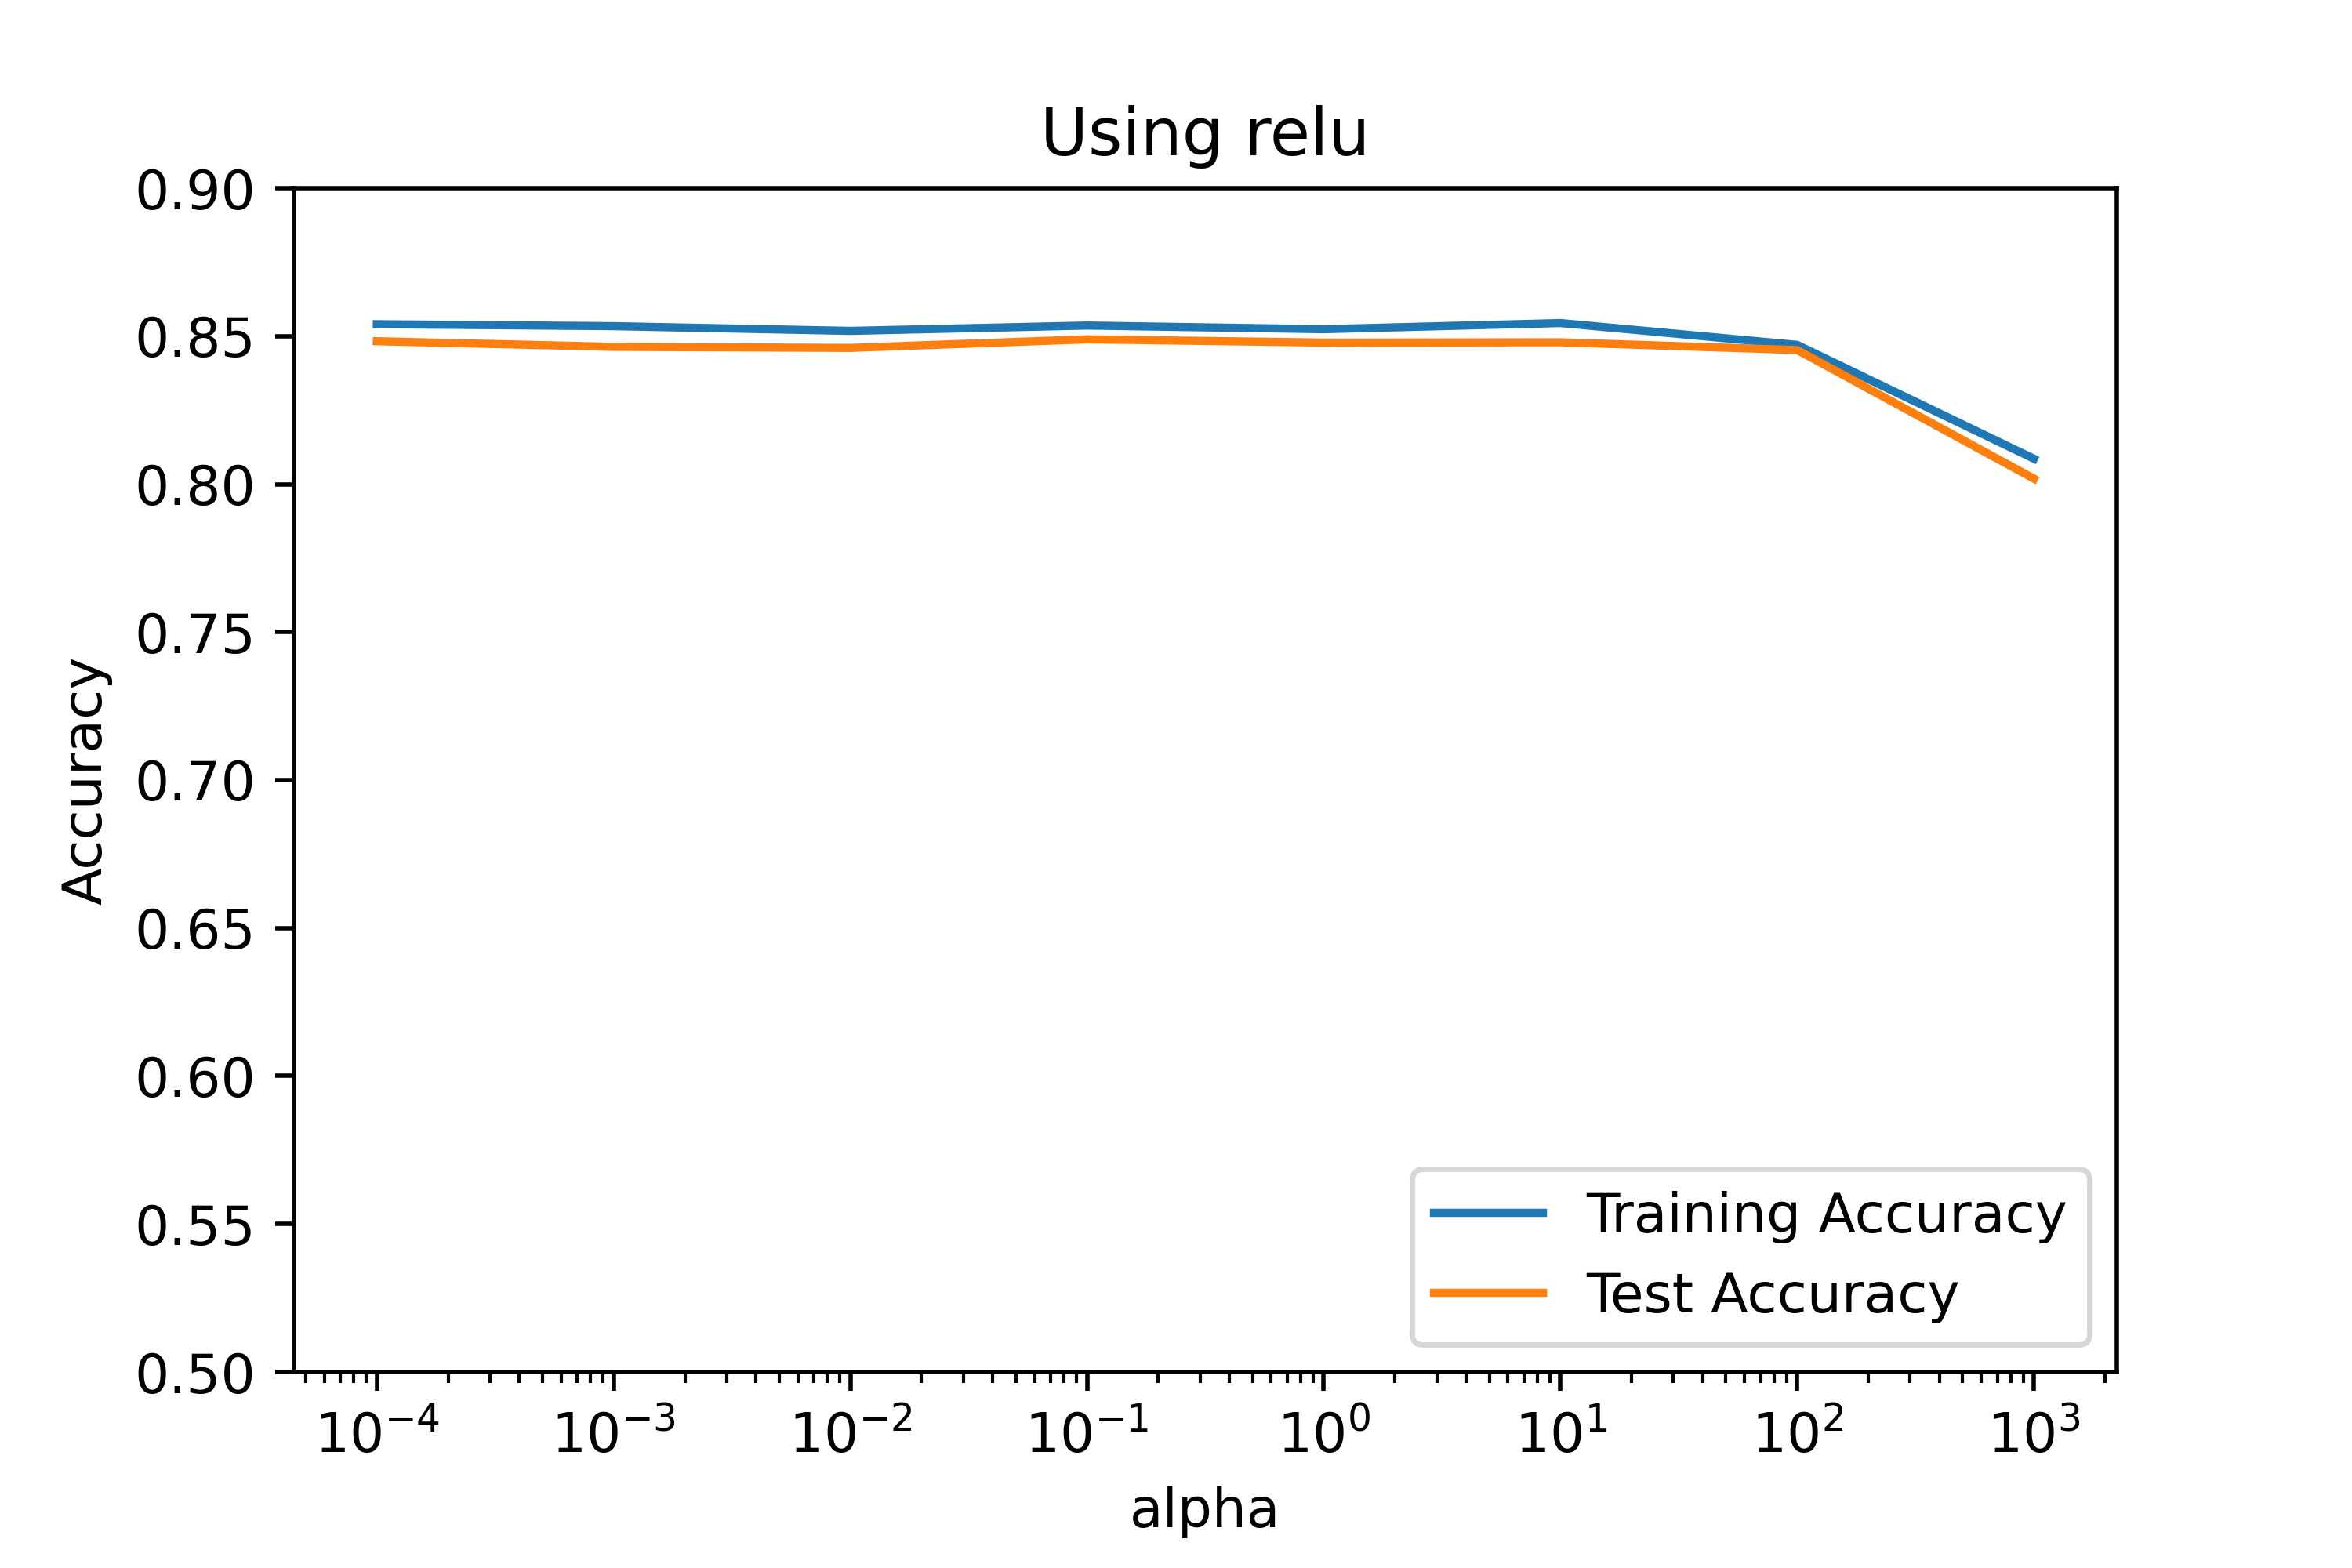 Using relu
0.90
0.85
0.80
0.75
0.70
0.65
0.60
0.55
0.50
Accuracy
Training Accuracy
Test Accuracy
10⁻⁴ 10⁻³ 10⁻² 10⁻¹ 10⁰ 10¹ 10² 10³
alpha